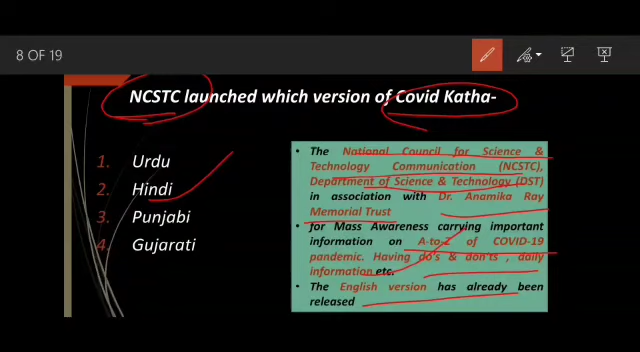 8 OF 19
NCSTC launched which version of Covid Katha-
1. Urdu
2. Hindi
3. Punjabi
4. Gujarati
• The National Council for Science &
Technology Communication (NCSTC),
Department of Science & Technology (DST)
in association with Dr. Anamika Ray
Memorial Trust
• for Mass Awareness carrying important
information on A-to-Z of COVID-19
pandemic. Having do's & don'ts , daily
information etc.
• The English version has already been
released